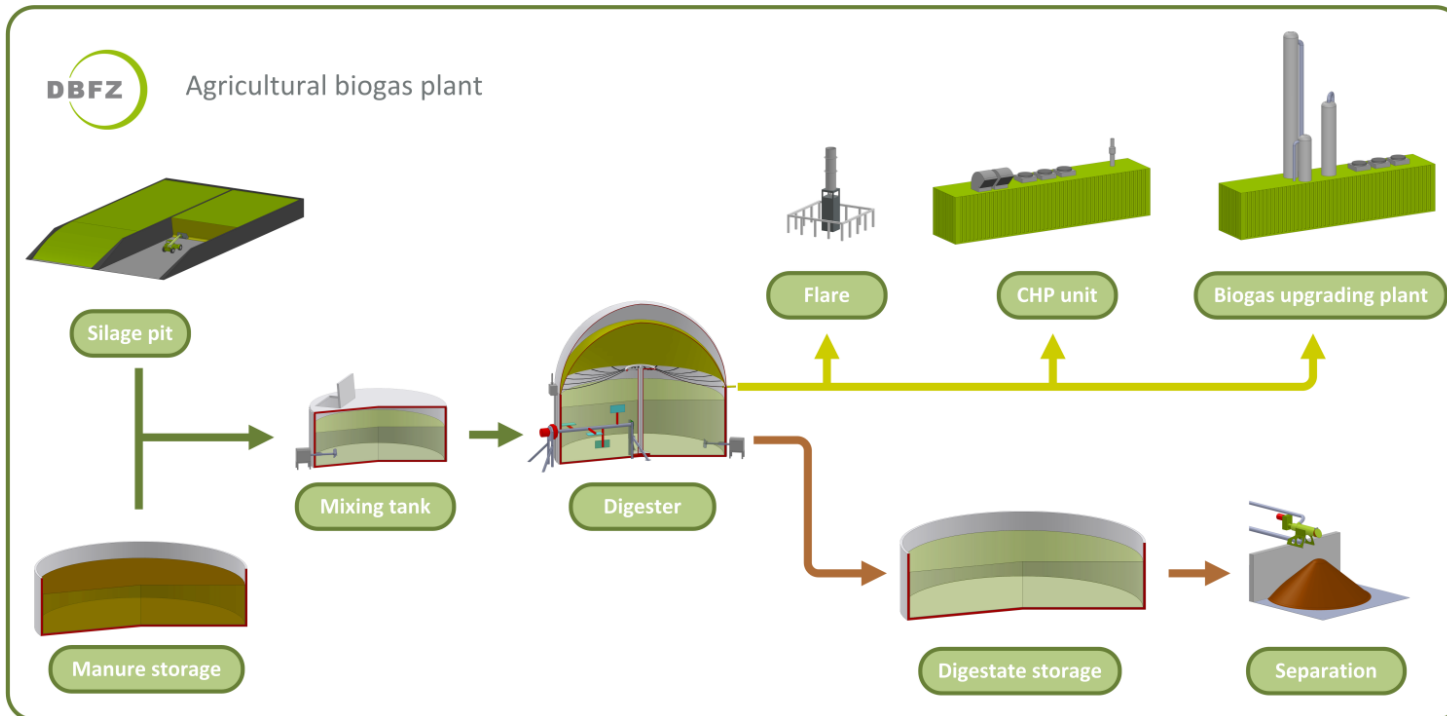 DBFZ
Agricultural biogas plant
Flare
CHP unit
Biogas upgrading plant
Silage pit
Mixing tank
Digester
Manure storage
Digestate storage
Separation